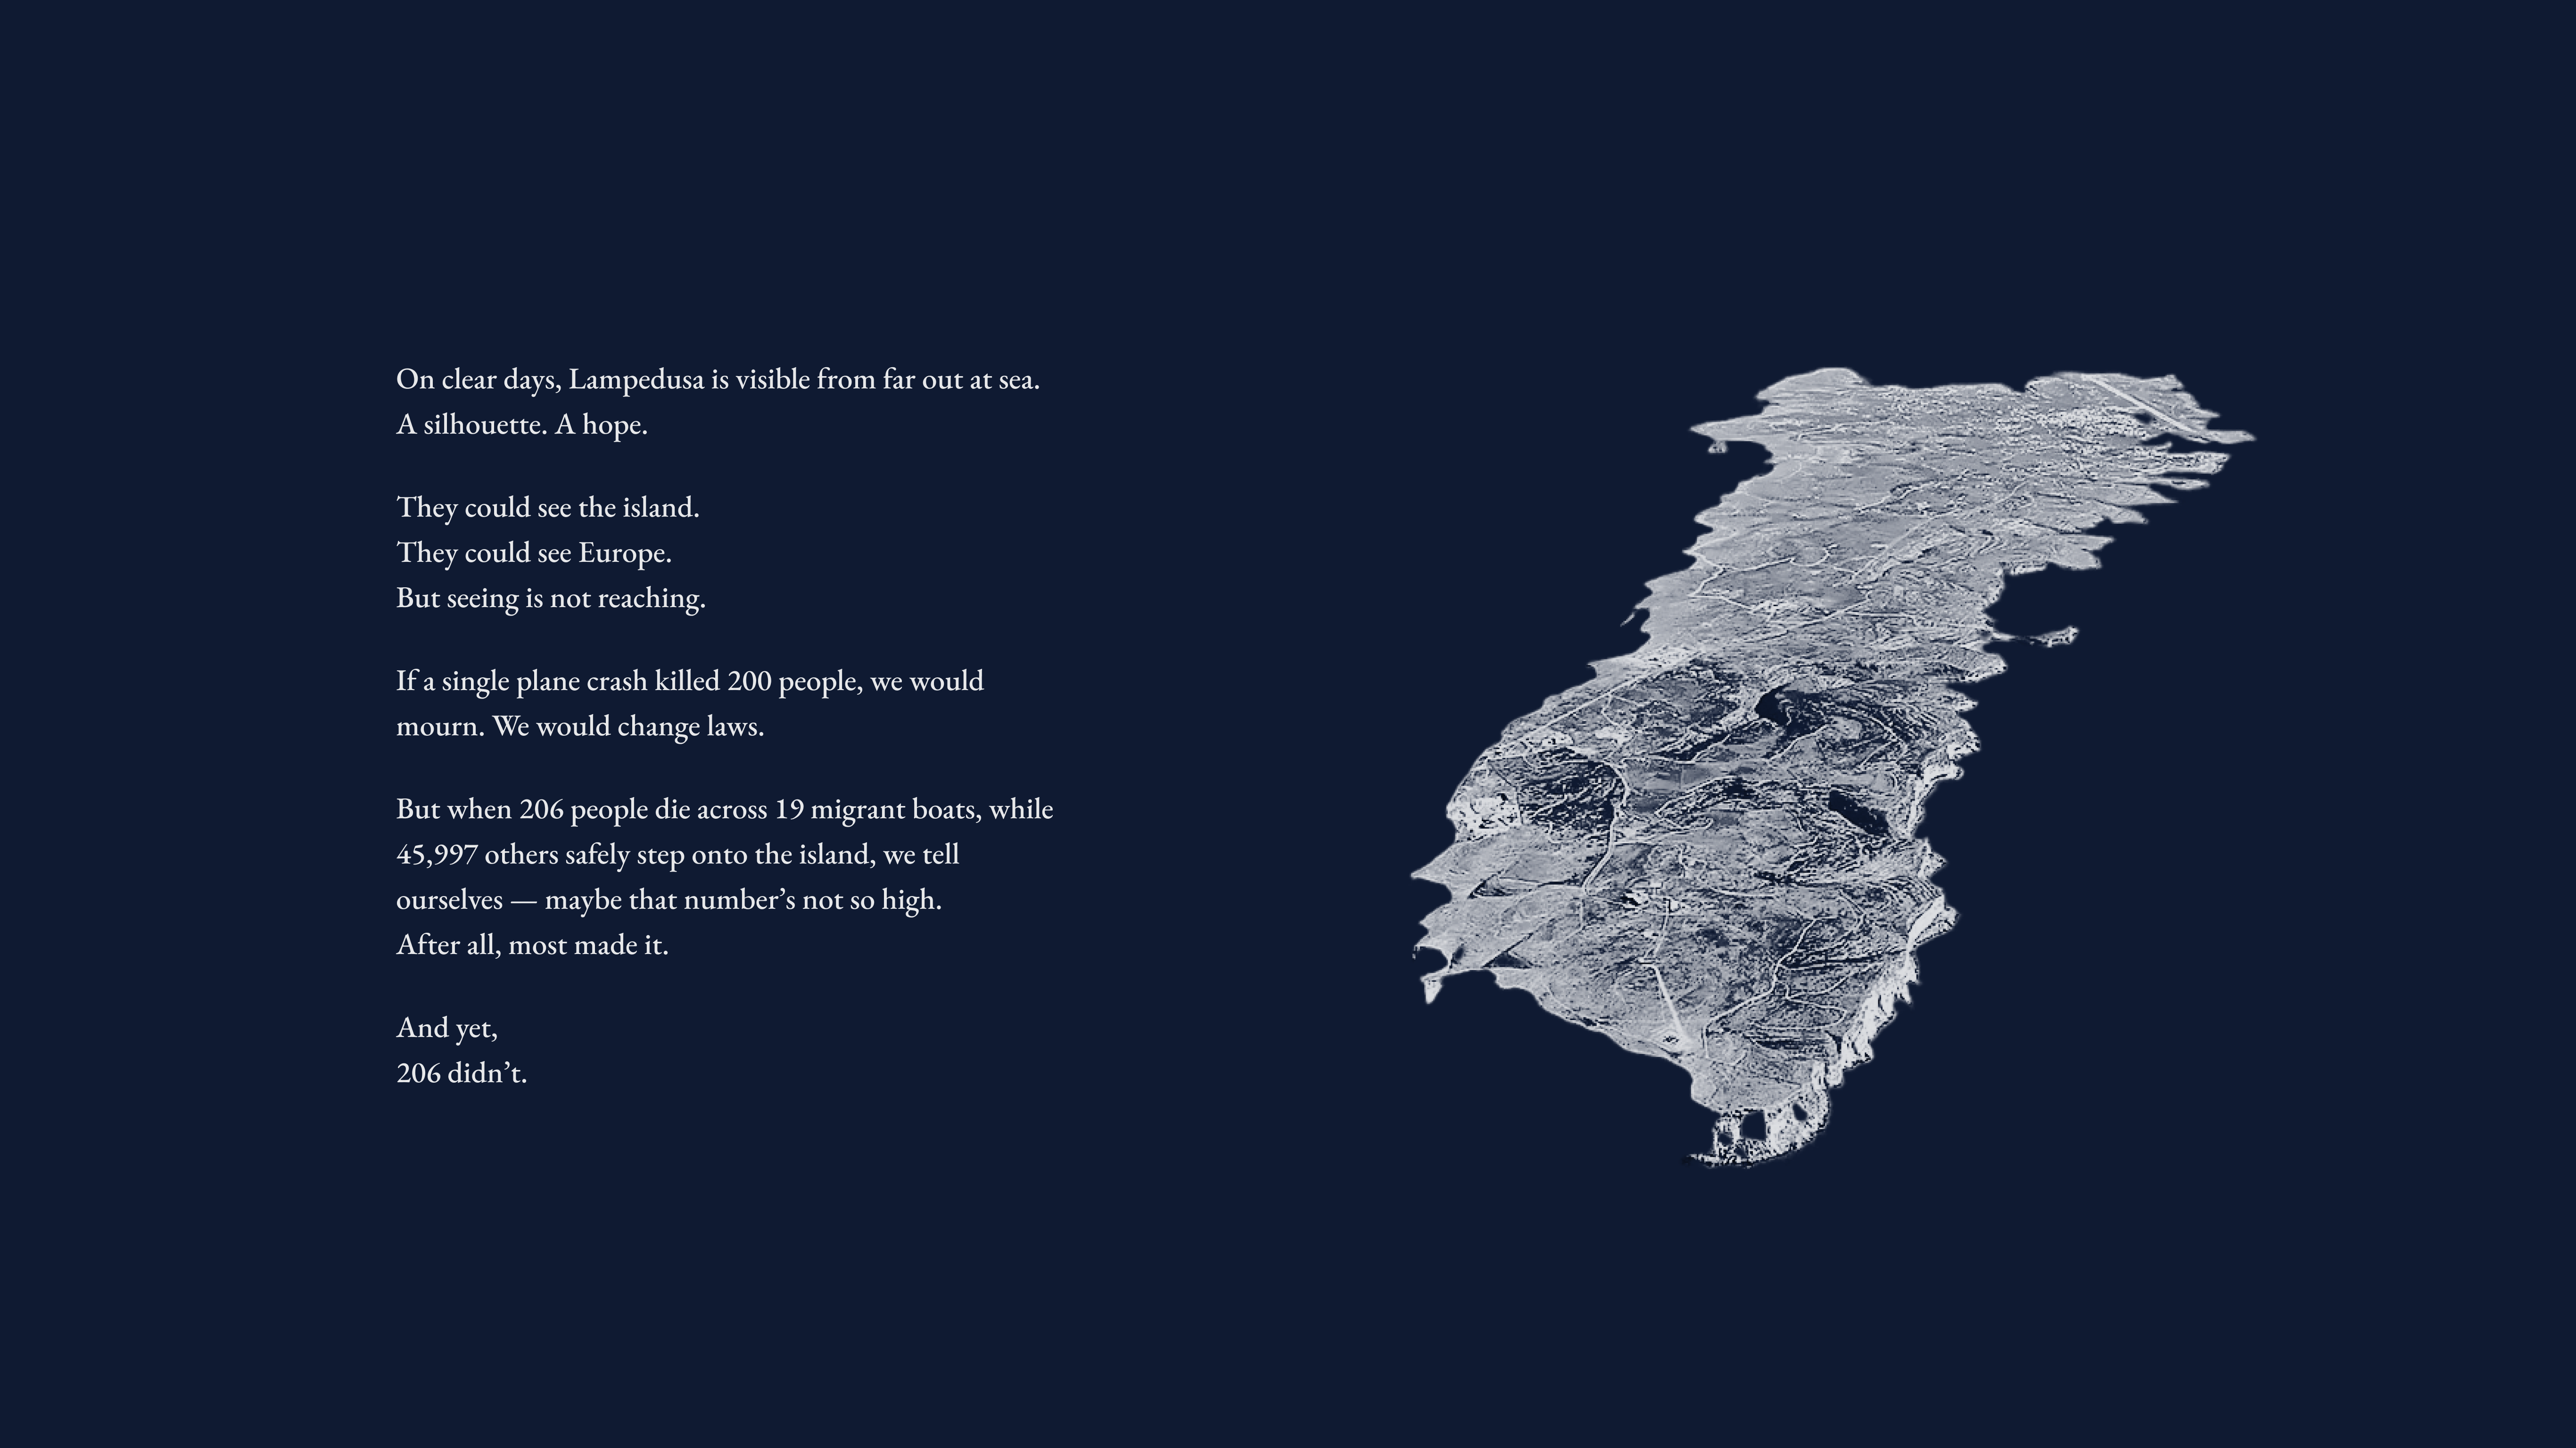 On clear days, Lampedusa is visible from far out at sea.
A silhouette. A hope.
They could see the island.
They could see Europe.
But seeing is not reaching.
If a single plane crash killed 200 people, we would
mourn. We would change laws.
But when 206 people die across 19 migrant boats, while
45,997 others safely step onto the island, we tell
ourselves — maybe that number’s not so high.
After all, most made it.
And yet,
206 didn’t.